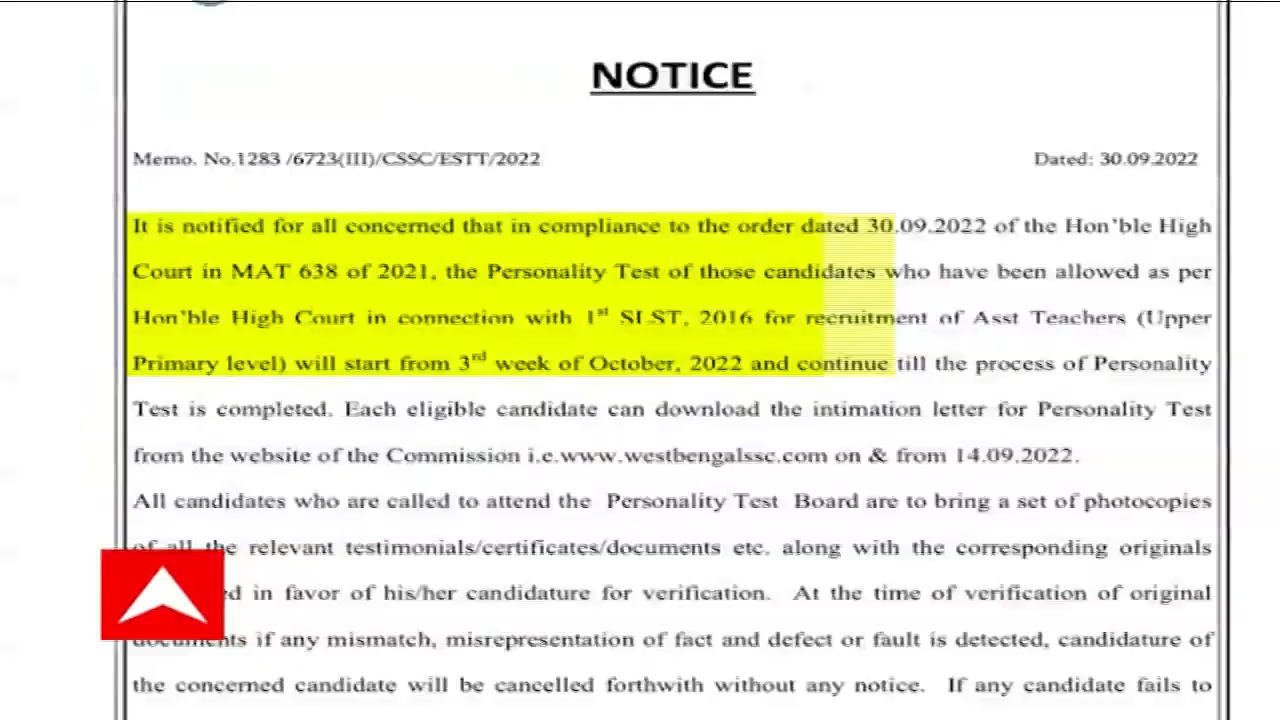 NOTICE
Memo. No.1283 /6723(III)/CSSC/ESTT/2022 Dated: 30.09.2022
It is notified for all concerned that in compliance to the order dated 30.09.2022 of the Hon'ble High
Court in MAT 638 of 2021, the Personality Test of those candidates who have been allowed as per
Hon'ble High Court in connection with 1st SLST, 2016 for recruitment of Asst Teachers (Upper
Primary level) will start from 3rd week of October, 2022 and continue till the process of Personality
Test is completed. Each eligible candidate can download the intimation letter for Personality Test
from the website of the Commission i.e.www.westbengalssc.com on & from 14.09.2022.
All candidates who are called to attend the Personality Test Board are to bring a set of photocopies
of all the relevant testimonials/certificates/documents etc. along with the corresponding originals
in favor of his/her candidature for verification. At the time of verification of original
documents if any mismatch, misrepresentation of fact and defect or fault is detected, candidature of
the concerned candidate will be cancelled forthwith without any notice. If any candidate fails to